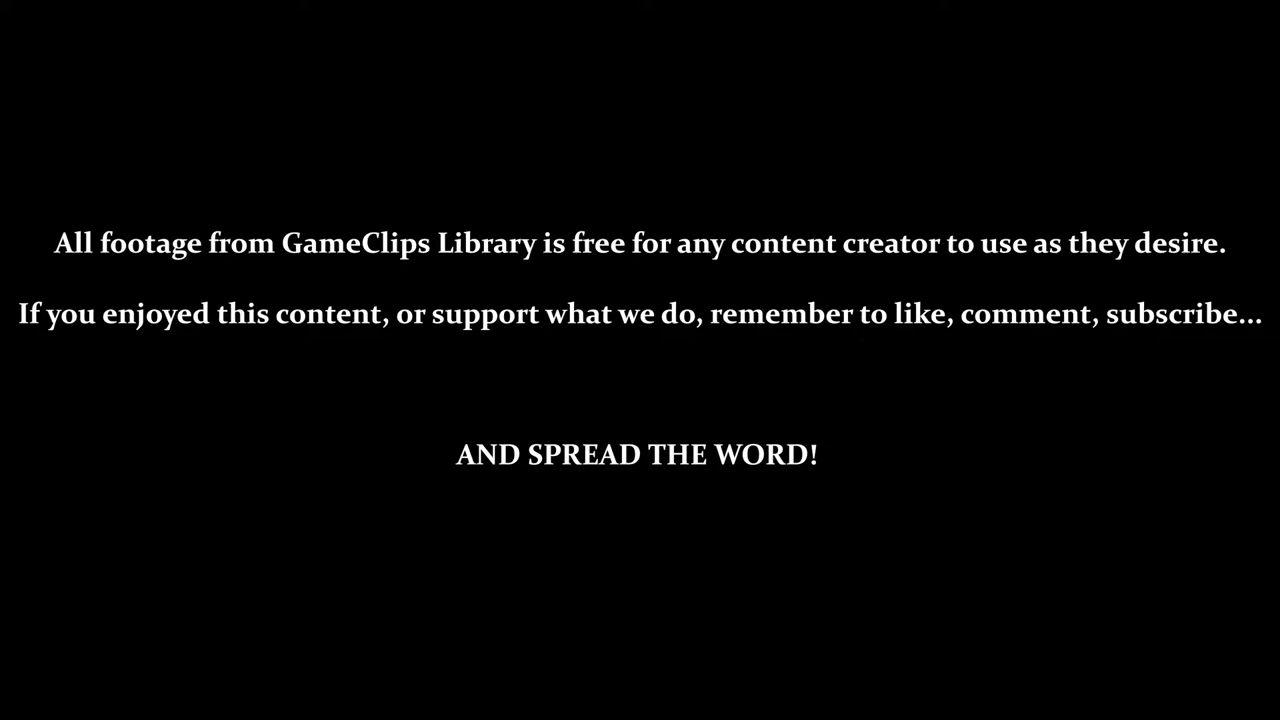 All footage from GameClips Library is free for any content creator to use as they desire.
If you enjoyed this content, or support what we do, remember to like, comment, subscribe...
AND SPREAD THE WORD!